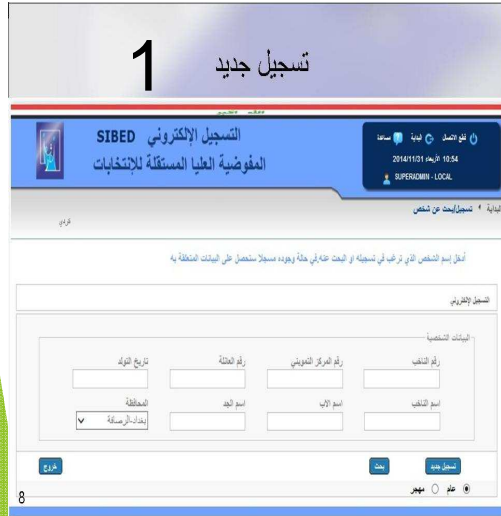 تسجيل جديد 1
التسجيل الإلكتروني SIBED
المفوضية العليا المستقلة للإنتخابات
قطع الاتصال البداية مساعدة
10:54 الأربعاء 2014/11/31
SUPERADMIN - LOCAL
البداية تسجيل/بحث عن شخص
فردي
أدخل إسم الشخص الذي ترغب في تسجيله او البحث عنه.في حالة وجوده مسجلا ستحصل على البيانات المتعلقة به
التسجيل الإلكتروني
البيانات الشخصية
رقم الناخب رقم المركز التمويني رقم العائلة تاريخ التولد
اسم الناخب اسم الاب اسم الجد المحافظة
بغداد-الرصافة
تسجيل جديد بحث خروج
عام مهجر
8